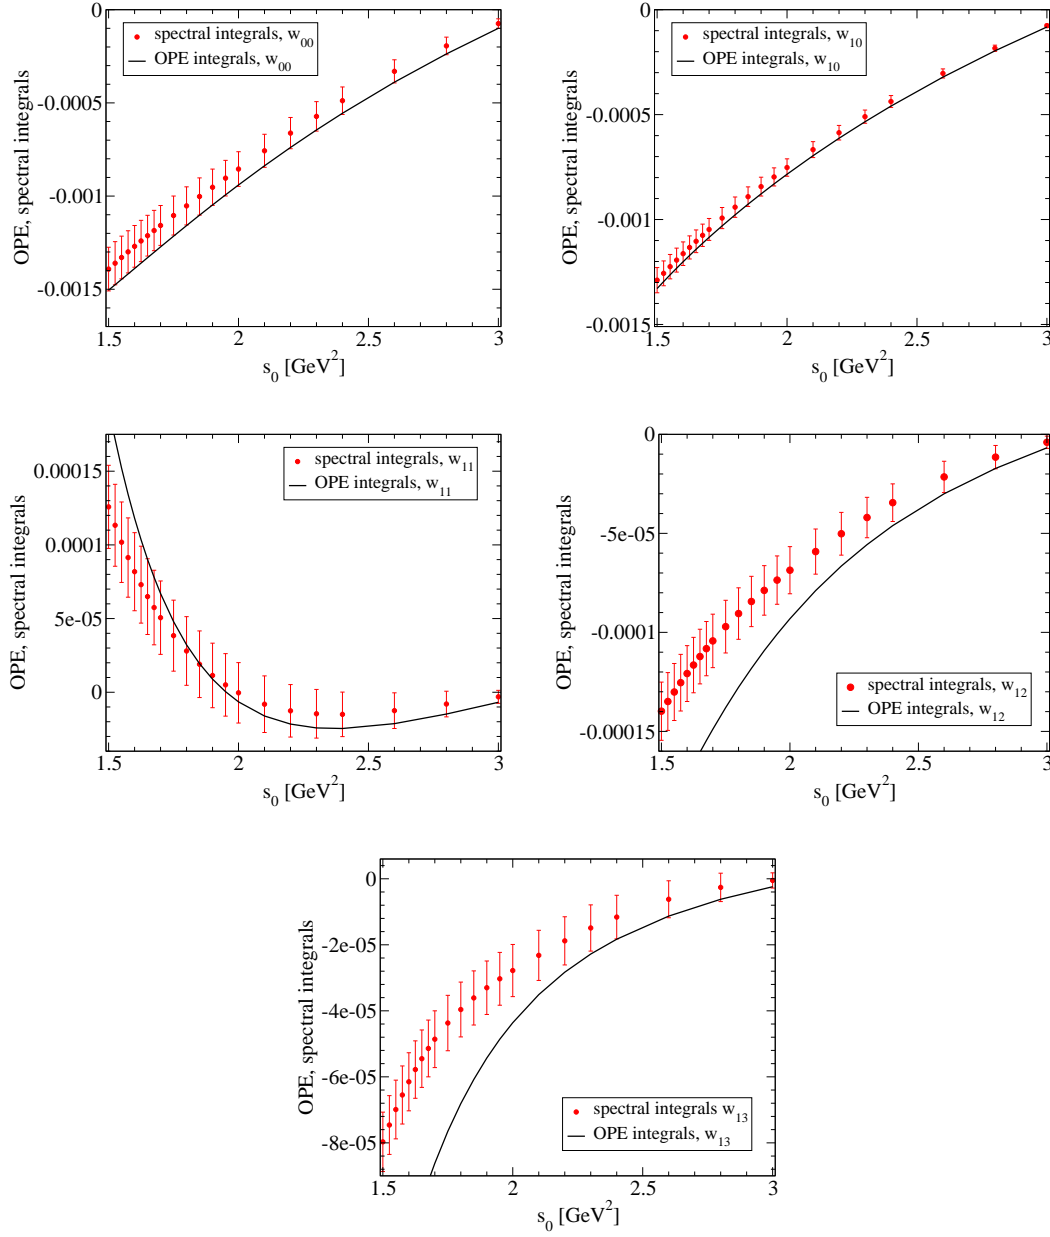 0
-0.0005
-0.001
-0.0015
OPE, spectral integrals
spectral integrals, w00
OPE integrals, w00
1.5 2 2.5 3
s0 [GeV2]
0
-0.0005
-0.001
-0.0015
OPE, spectral integrals
spectral integrals, w10
OPE integrals, w10
1.5 2 2.5 3
s0 [GeV2]
0.00015
0.0001
5e-05
0
OPE, spectral integrals
spectral integrals, w11
OPE integrals, w11
1.5 2 2.5 3
s0 [GeV2]
0
-5e-05
-0.0001
-0.00015
OPE, spectral integrals
spectral integrals, w12
OPE integrals, w12
1.5 2 2.5 3
s0 [GeV2]
0
-2e-05
-4e-05
-6e-05
-8e-05
OPE, spectral integrals
spectral integrals w13
OPE integrals, w13
1.5 2 2.5 3
s0 [GeV2]